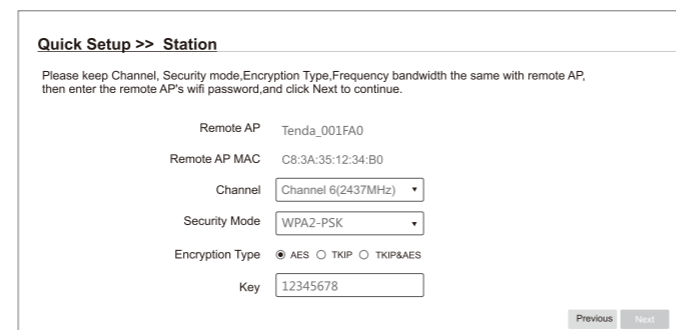 Quick Setup >> Station
Please keep Channel, Security mode,Encryption Type,Frequency bandwidth the same with remote AP,
then enter the remote AP's wifi password,and click Next to continue.
Remote AP Tenda_001FA0
Remote AP MAC C8:3A:35:12:34:B0
Channel Channel 6(2437MHz)
Security Mode WPA2-PSK
Encryption Type AES TKIP TKIP&AES
Key 12345678
Previous Next